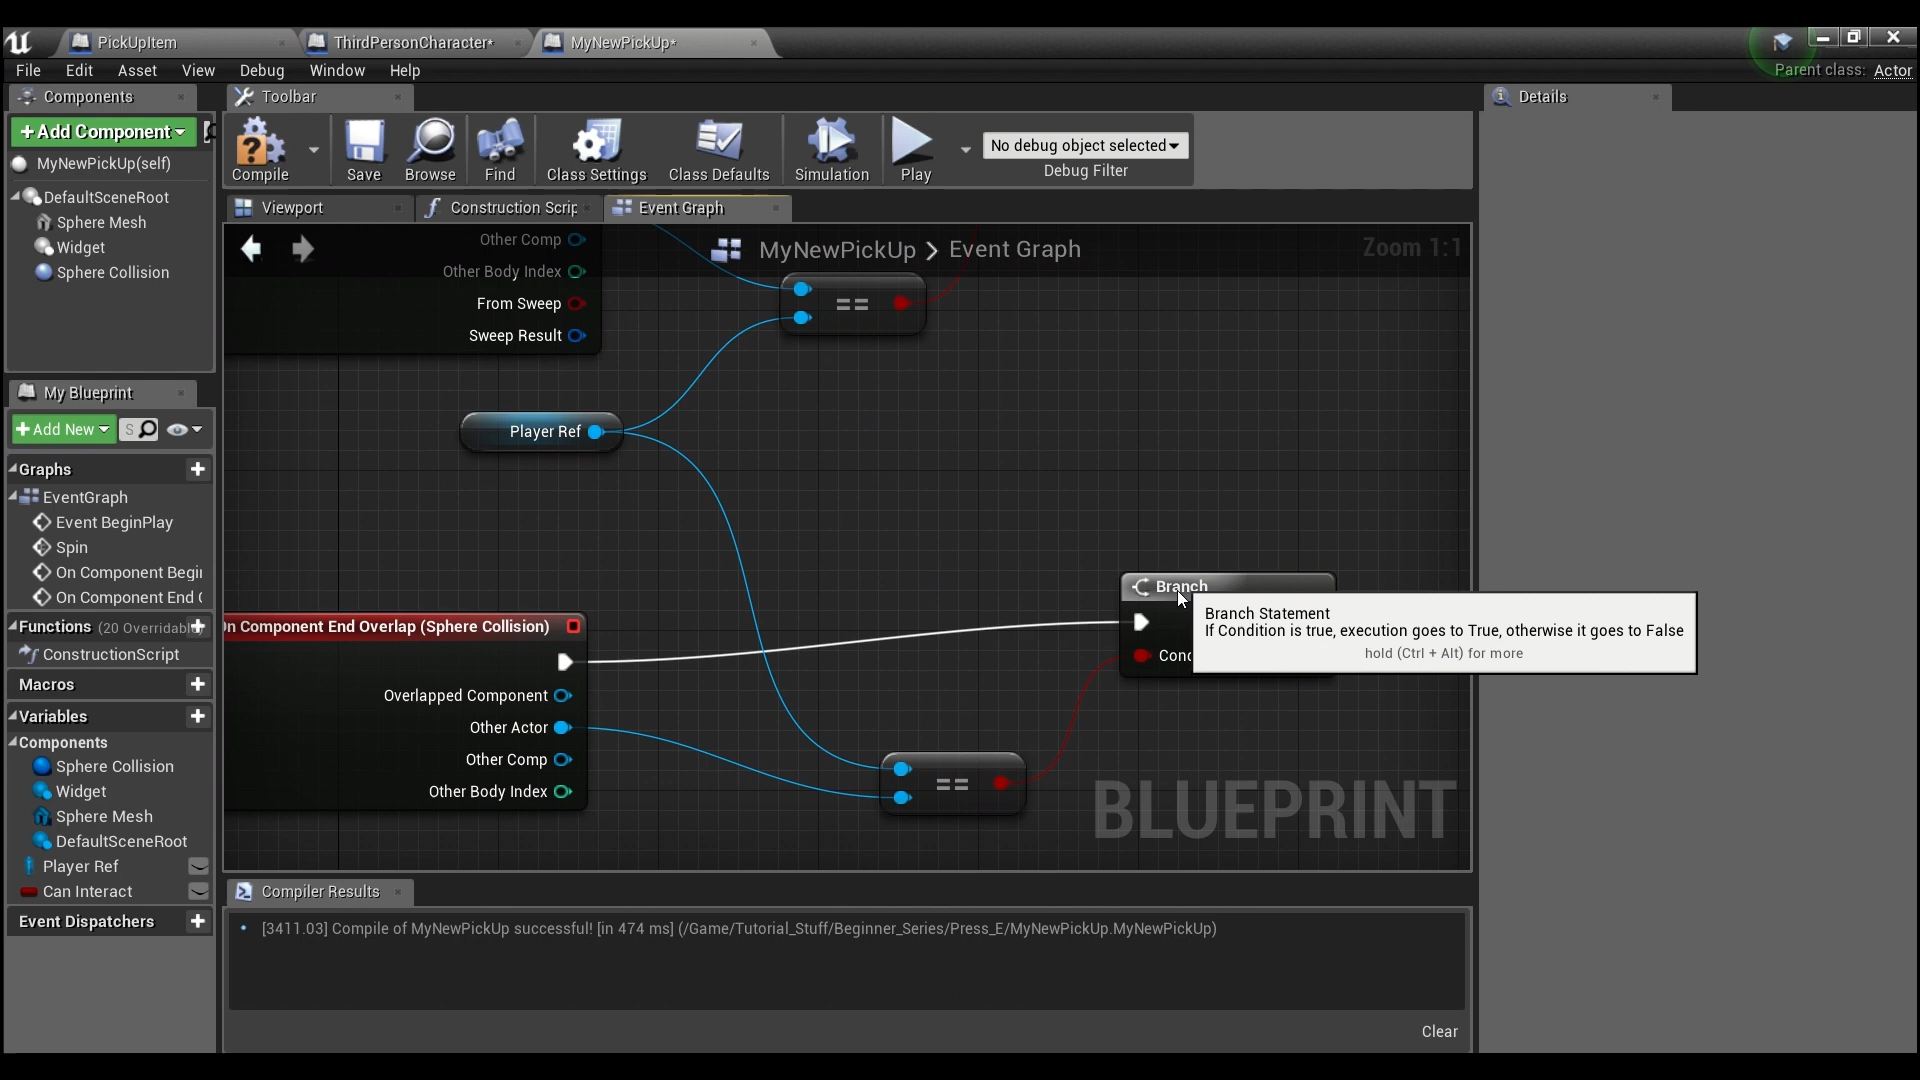 PickUpItem
ThirdPersonCharacter*
MyNewPickUp*
File Edit Asset View Debug Window Help
Parent class: Actor
Components
Toolbar
Details
+Add Component
MyNewPickUp(self)
DefaultSceneRoot
Sphere Mesh
Widget
Sphere Collision
Compile
Save
Browse
Find
Class Settings
Class Defaults
Simulation
Play
No debug object selected
Debug Filter
Viewport
Construction Scrip
Event Graph
MyNewPickUp > Event Graph
Zoom 1:1
Other Comp
Other Body Index
From Sweep
Sweep Result
==
Player Ref
My Blueprint
+Add New
S
Graphs
EventGraph
Event BeginPlay
Spin
On Component Begi
On Component End
Functions (20 Overridabl
ConstructionScript
Macros
Variables
Components
Sphere Collision
Widget
Sphere Mesh
DefaultSceneRoot
Player Ref
Can Interact
Event Dispatchers
On Component End Overlap (Sphere Collision)
Overlapped Component
Other Actor
Other Comp
Other Body Index
==
Branch
Cond
Branch Statement
If Condition is true, execution goes to True, otherwise it goes to False
hold (Ctrl + Alt) for more
BLUEPRINT
Compiler Results
• [3411.03] Compile of MyNewPickUp successful! [in 474 ms] (/Game/Tutorial_Stuff/Beginner_Series/Press_E/MyNewPickUp.MyNewPickUp)
Clear